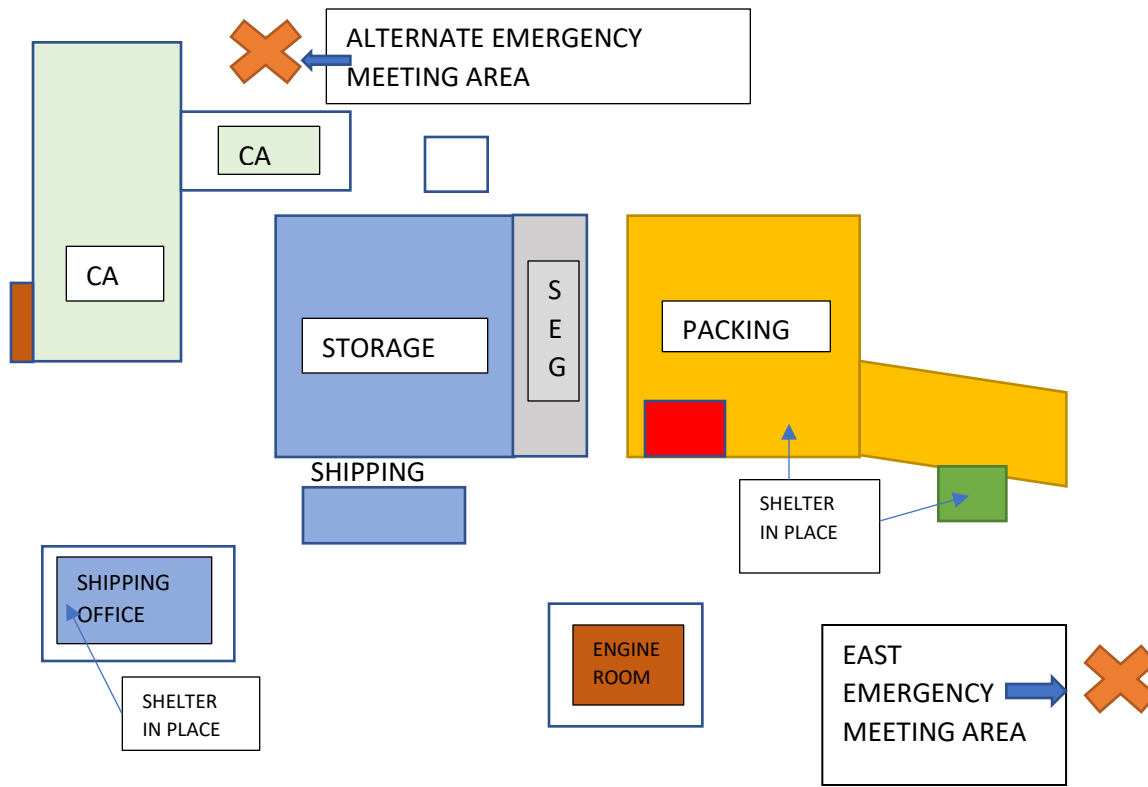 ALTERNATE EMERGENCY
MEETING AREA
CA
CA
S
E
G
STORAGE
PACKING
SHIPPING
SHELTER
IN PLACE
SHIPPING
OFFICE
ENGINE
ROOM
EAST
EMERGENCY
MEETING AREA
SHELTER
IN PLACE